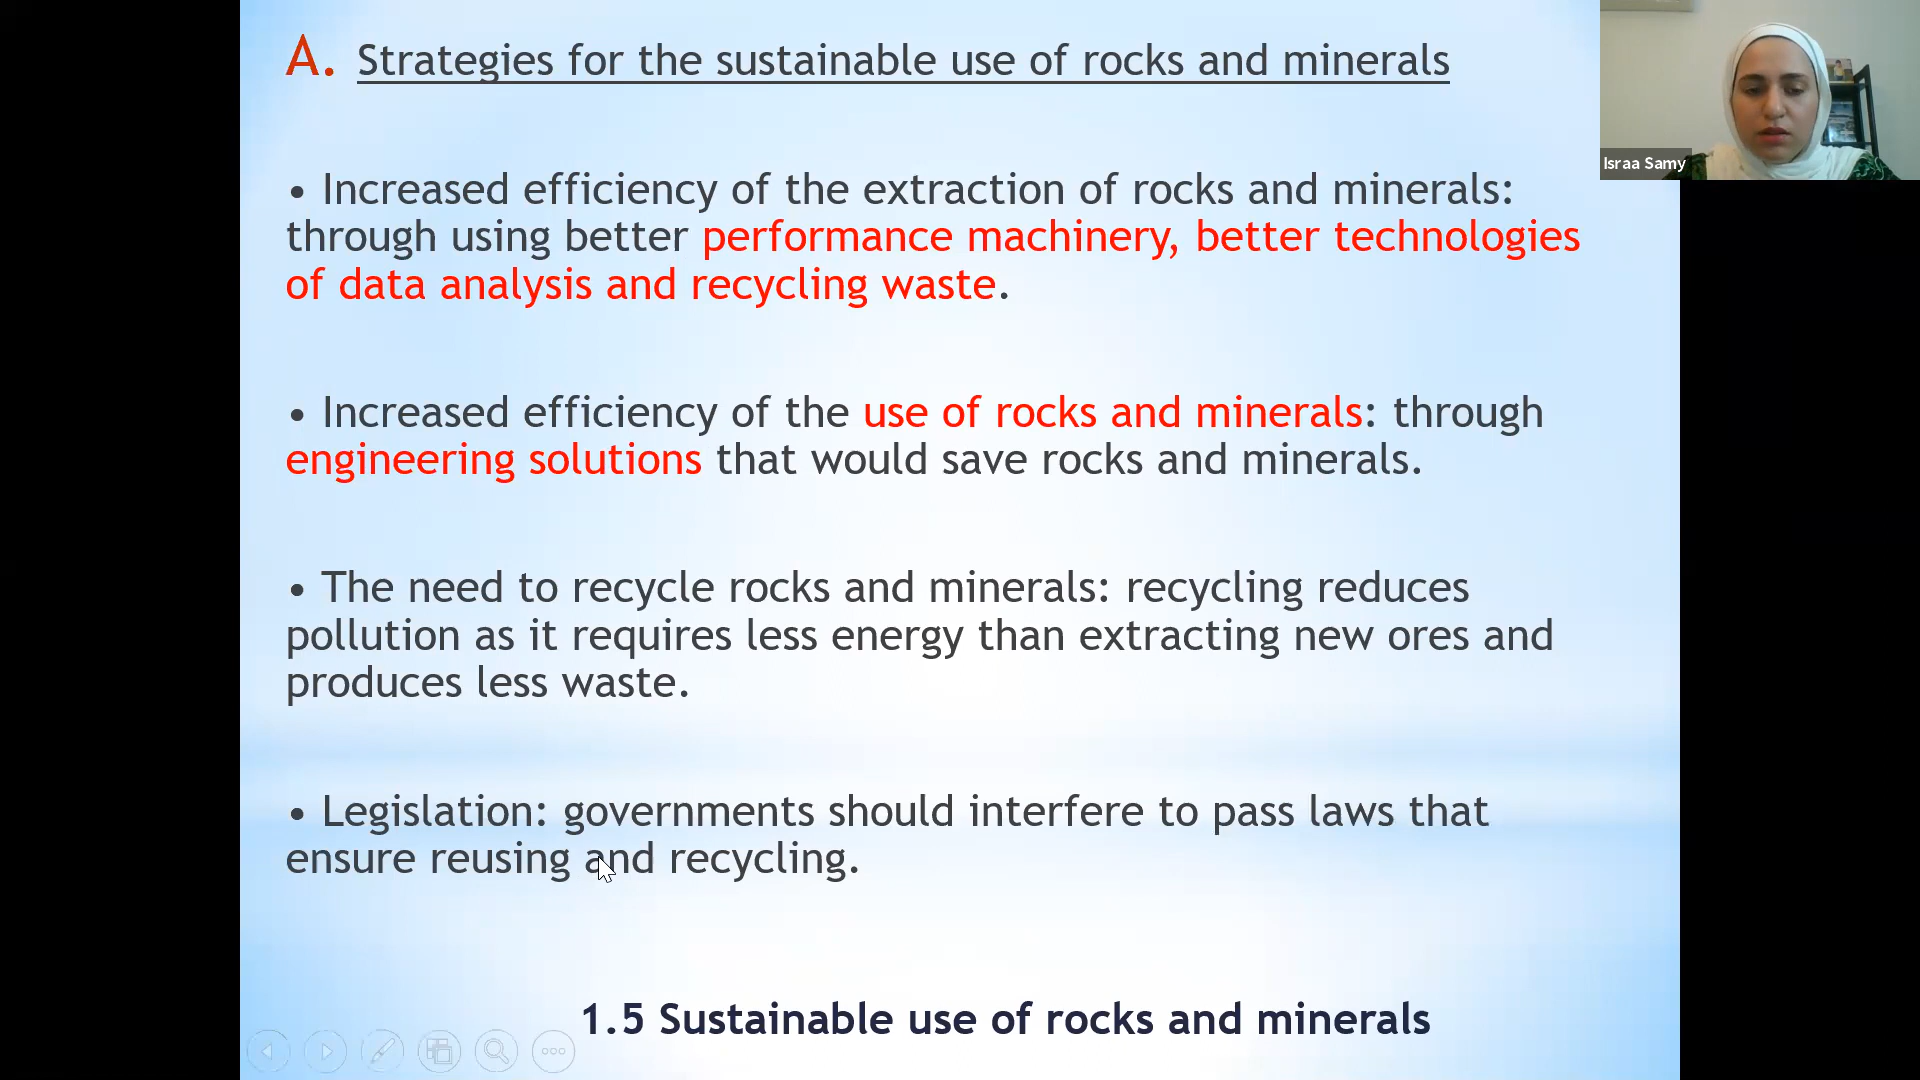 A. Strategies for the sustainable use of rocks and minerals
• Increased efficiency of the extraction of rocks and minerals:
through using better performance machinery, better technologies
of data analysis and recycling waste.
• Increased efficiency of the use of rocks and minerals: through
engineering solutions that would save rocks and minerals.
• The need to recycle rocks and minerals: recycling reduces
pollution as it requires less energy than extracting new ores and
produces less waste.
• Legislation: governments should interfere to pass laws that
ensure reusing and recycling.
1.5 Sustainable use of rocks and minerals
Israa Samy